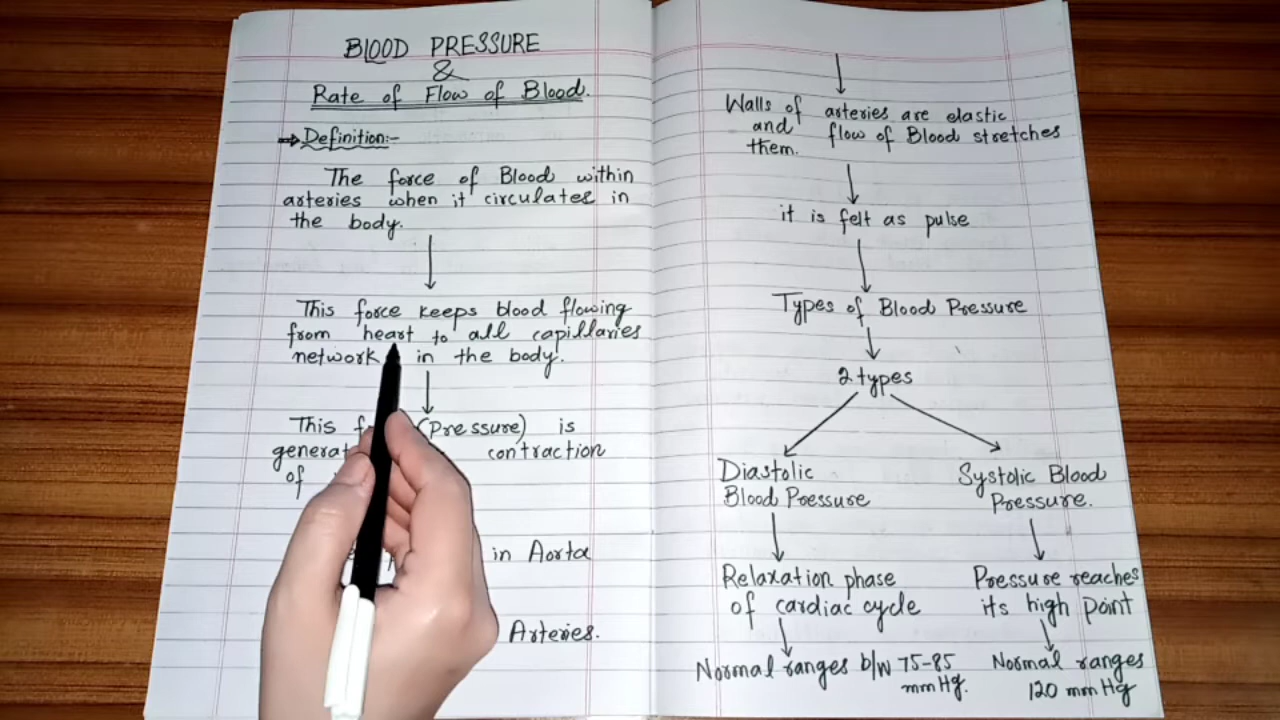 BLOOD PRESSURE
&
Rate of Flow of Blood.
Definition:-
The force of Blood within
arteries when it circulates in
the body.
This force keeps blood flowing
from heart to all capillaries
network in the body.
This (Pressure) is
contraction
of
in Aorta
Arteries.
Walls of arteries are elastic
and flow of Blood stretches
them.
it is felt as pulse
Types of Blood Pressure
2 types
Diastolic
Blood Pressure
Relaxation phase
of cardiac cycle
Normal ranges b/w 75-85
mmHg.
Systolic Blood
Pressure.
Pressure reaches
its high point
Normal ranges
120 mmHg